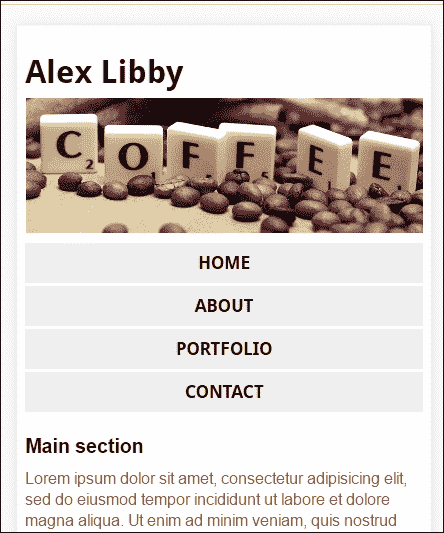 Alex Libby
C2 O F F E E
HOME
ABOUT
PORTFOLIO
CONTACT
Main section
Lorem ipsum dolor sit amet, consectetur adipisicing elit,
sed do eiusmod tempor incididunt ut labore et dolore
magna aliqua. Ut enim ad minim veniam, quis nostrud